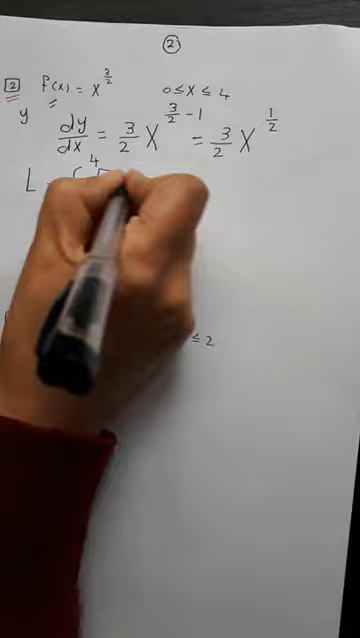 ②
2 f(x) = x^{3/2} 0 ≤ x ≤ 4
y
dy/dx = 3/2 x^{3/2 - 1} = 3/2 x^{1/2}
L = ∫ 4 √
≤ 2